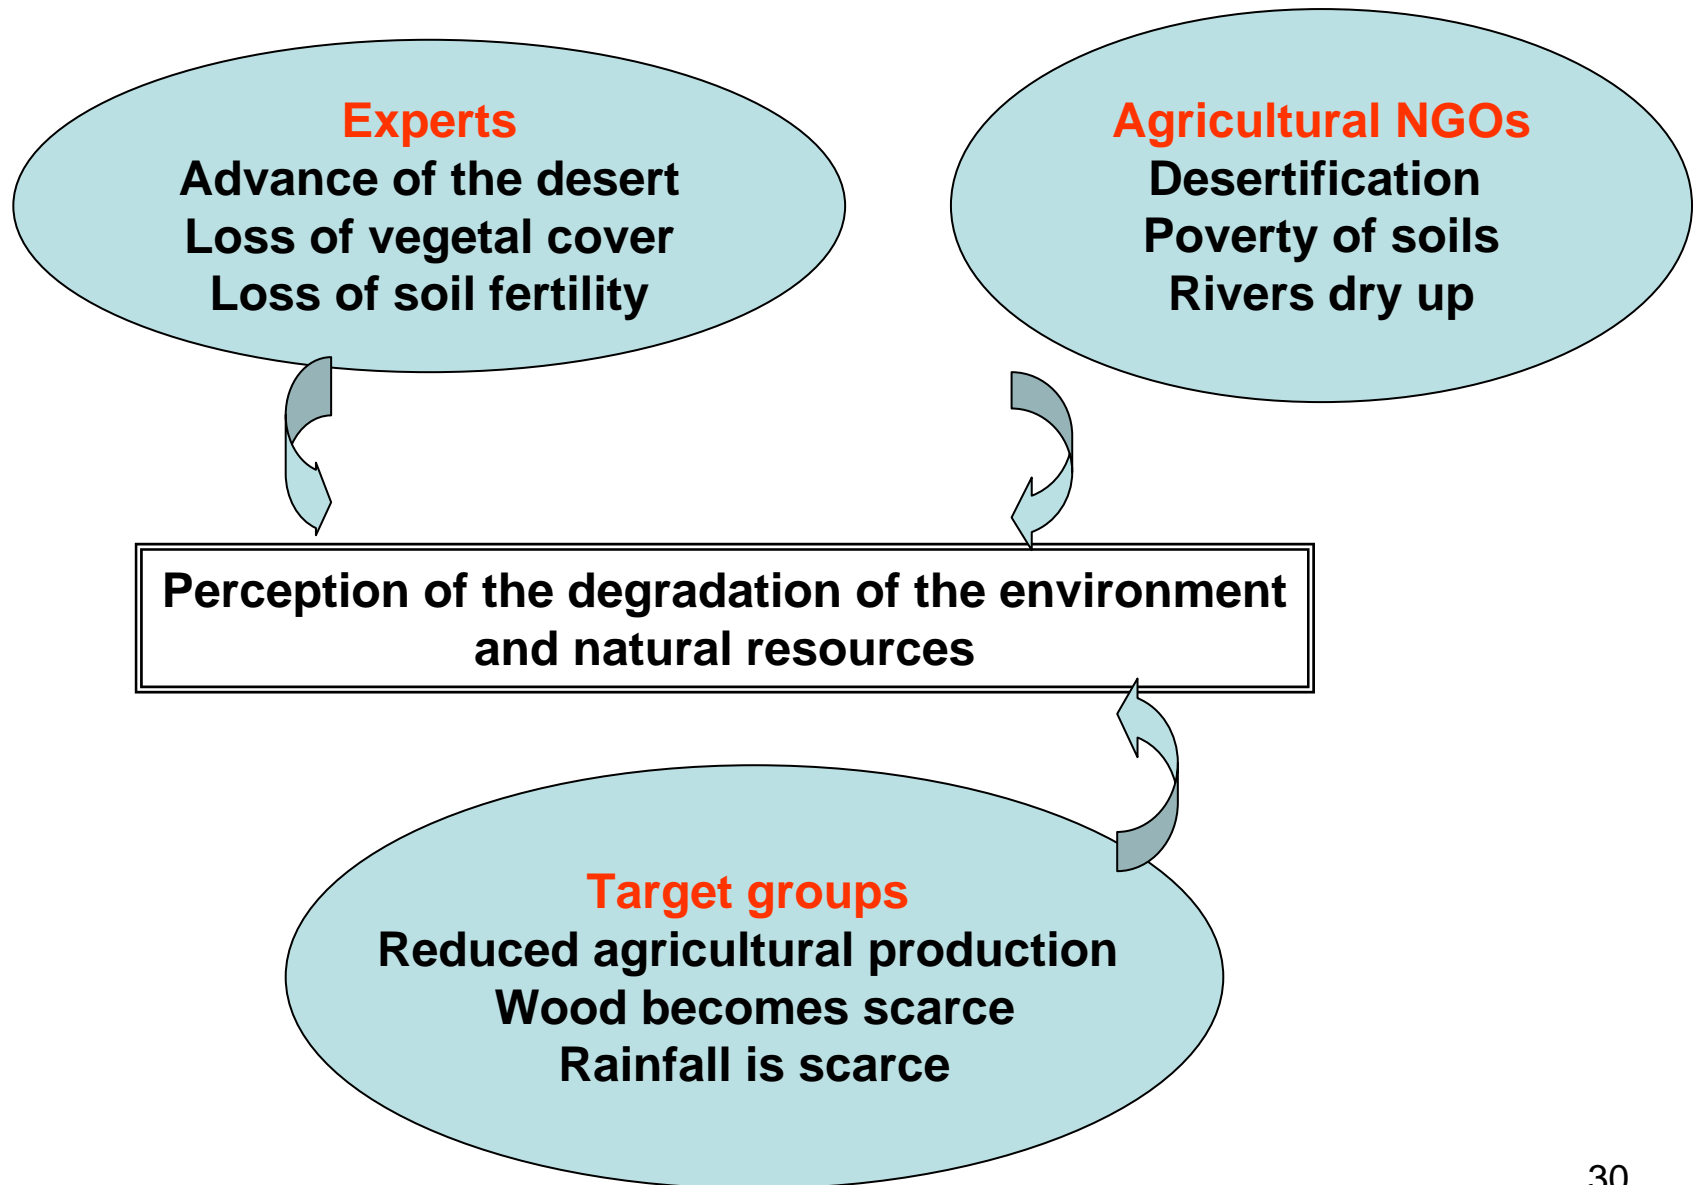 Experts
Advance of the desert
Loss of vegetal cover
Loss of soil fertility
Agricultural NGOs
Desertification
Poverty of soils
Rivers dry up
Perception of the degradation of the environment
and natural resources
Target groups
Reduced agricultural production
Wood becomes scarce
Rainfall is scarce
30